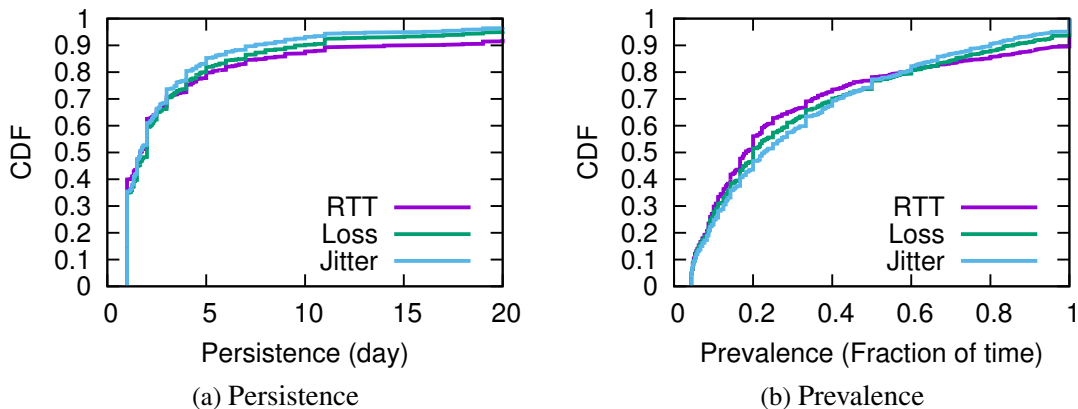 1
0.9
0.8
0.7
0.6
0.5
0.4
0.3
0.2
0.1
0
CDF
RTT
Loss
Jitter
0 5 10 15 20
Persistence (day)
(a) Persistence
1
0.9
0.8
0.7
0.6
0.5
0.4
0.3
0.2
0.1
0
CDF
RTT
Loss
Jitter
0 0.2 0.4 0.6 0.8 1
Prevalence (Fraction of time)
(b) Prevalence